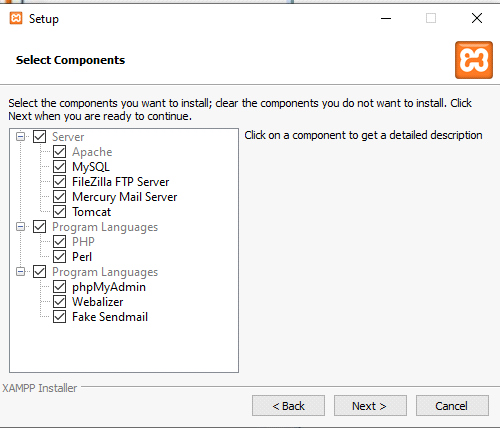 Setup
Select Components
Select the components you want to install; clear the components you do not want to install. Click
Next when you are ready to continue.
Server
Apache
MySQL
FileZilla FTP Server
Mercury Mail Server
Tomcat
Program Languages
PHP
Perl
Program Languages
phpMyAdmin
Webalizer
Fake Sendmail
Click on a component to get a detailed description
XAMPP Installer
< Back
Next >
Cancel